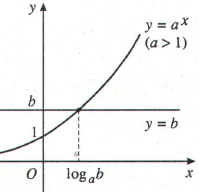 y
y = a^x
(a > 1)
b
y = b
1
O
log_a b
x